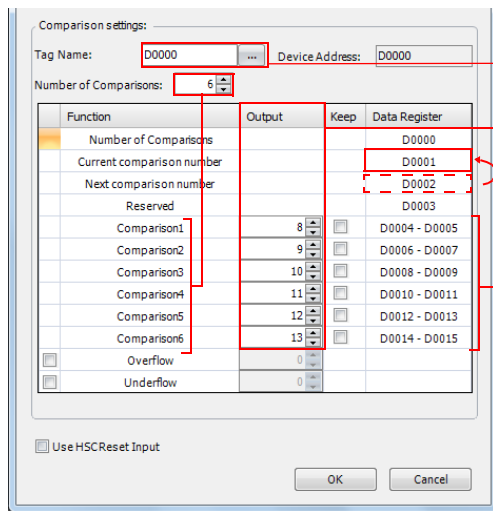 Comparison settings:
Tag Name: D0000 ... Device Address: D0000
Number of Comparisons: 6
Function Output Keep Data Register
Number of Comparisons D0000
Current comparison number D0001
Next comparison number D0002
Reserved D0003
Comparison1 8 D0004 - D0005
Comparison2 9 D0006 - D0007
Comparison3 10 D0008 - D0009
Comparison4 11 D0010 - D0011
Comparison5 12 D0012 - D0013
Comparison6 13 D0014 - D0015
Overflow 0
Underflow 0
Use HSCReset Input
OK Cancel